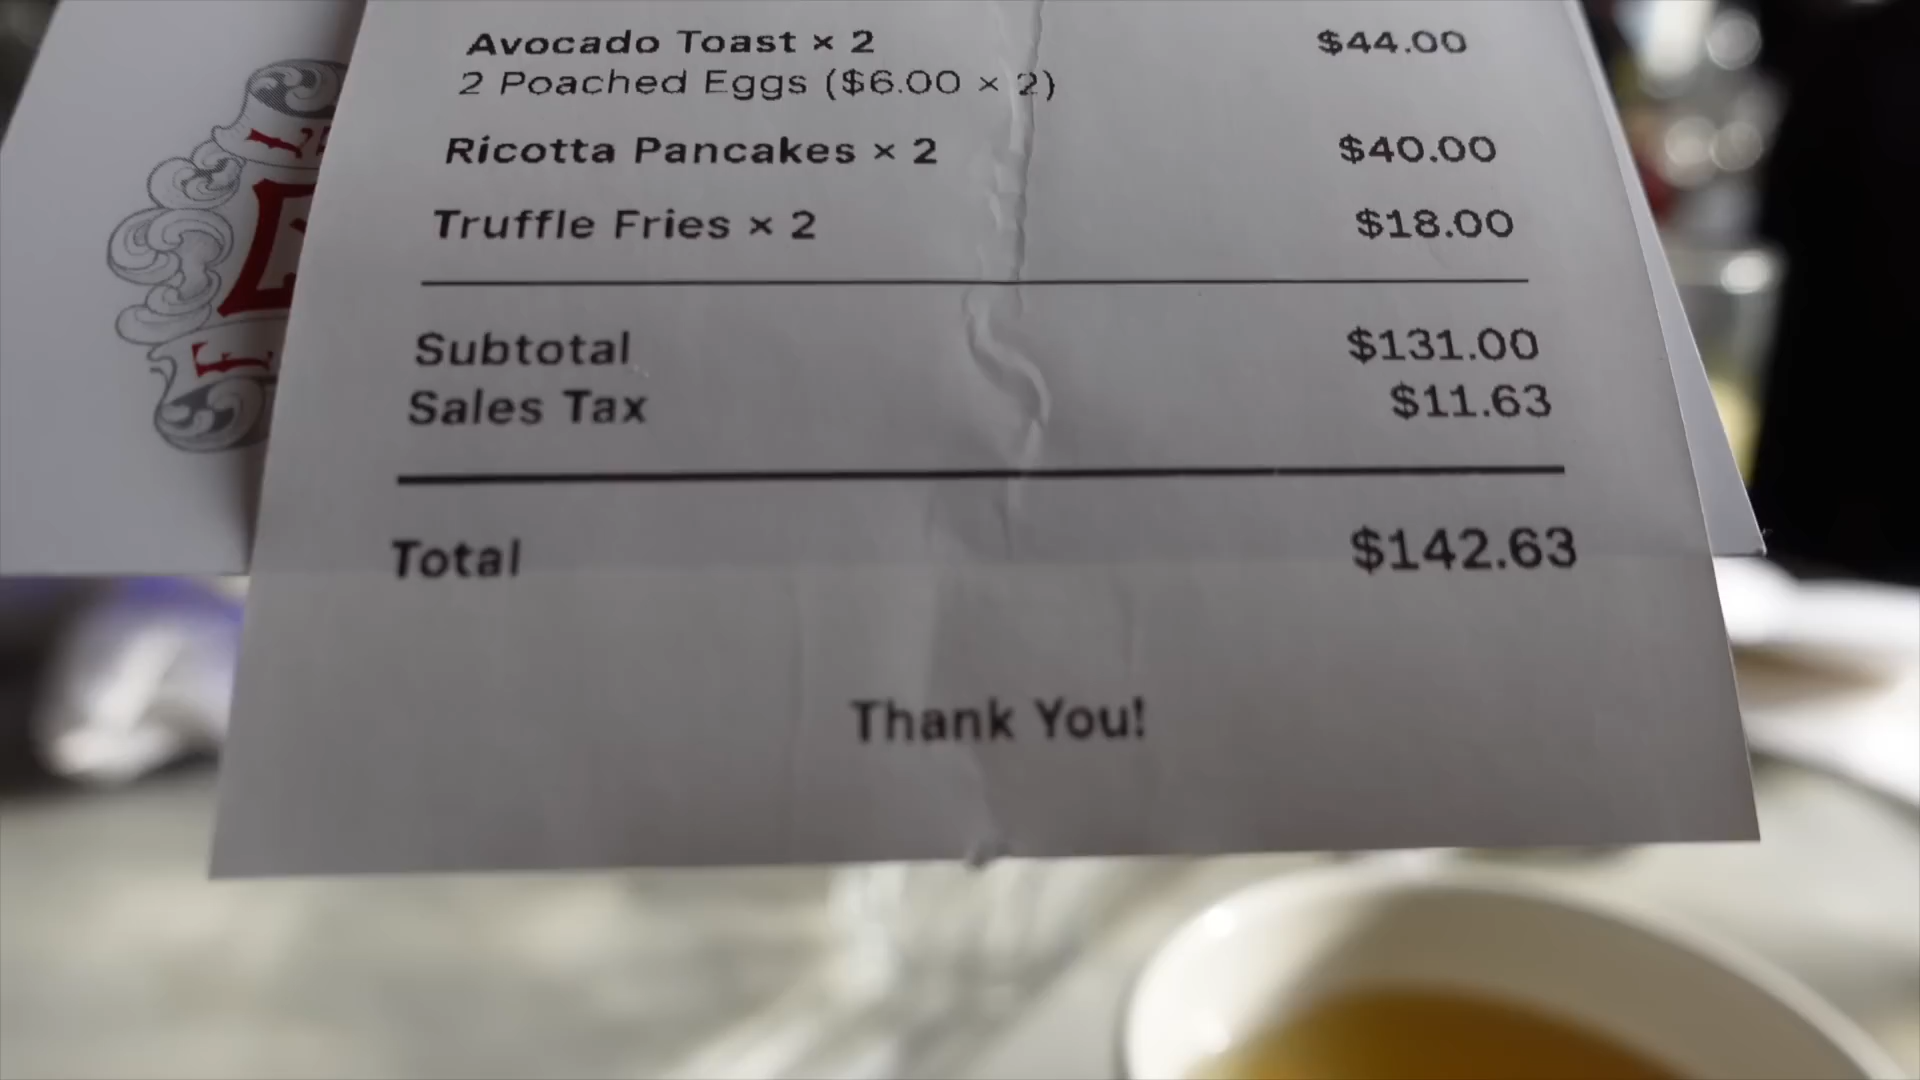 Avocado Toast × 2 $44.00
2 Poached Eggs ($6.00 × 2)
Ricotta Pancakes × 2 $40.00
Truffle Fries × 2 $18.00
Subtotal $131.00
Sales Tax $11.63
Total $142.63
Thank You!